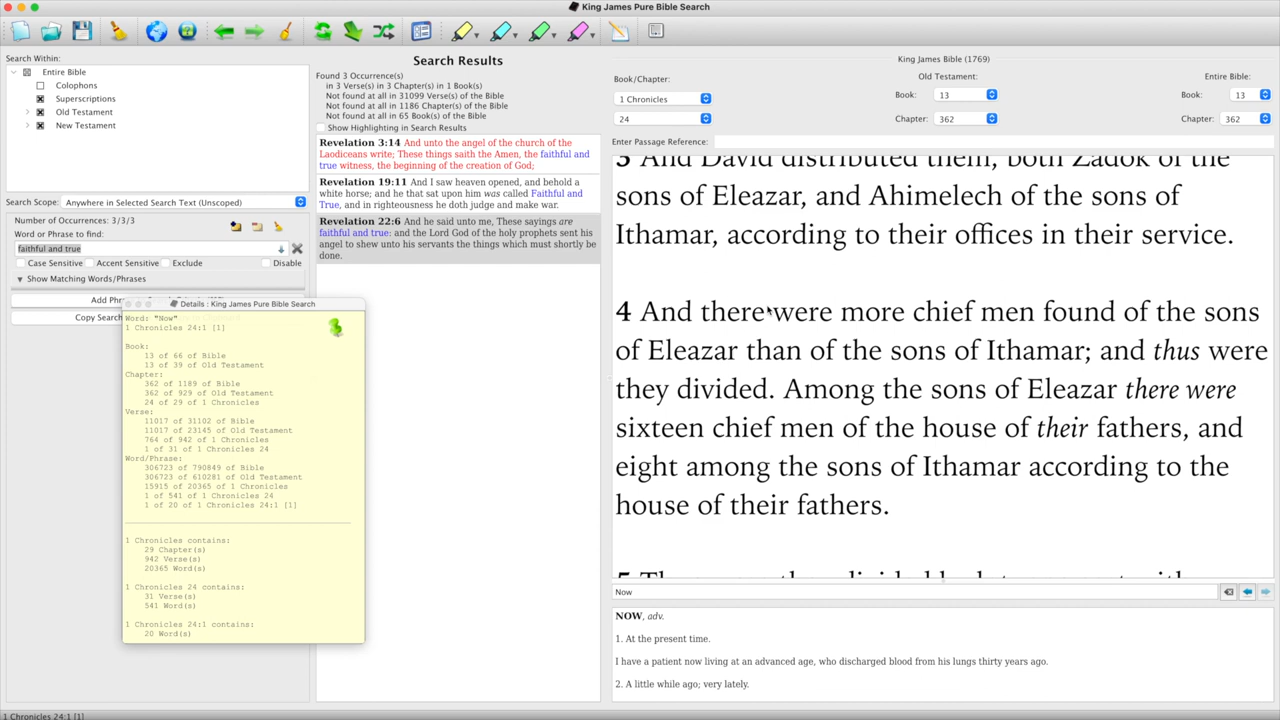 King James Pure Bible Search
Search Within:
Entire Bible
Colophons
Superscriptions
Old Testament
New Testament
Search Scope: Anywhere in Selected Search Text (Unscoped)
Number of Occurrences: 3/3/3
Word or Phrase to find:
faithful and true
Case Sensitive Accent Sensitive Exclude Disable
Show Matching Words/Phrases
Add Phr
Copy Search
Details : King James Pure Bible Search
Word: "Now"
1 Chronicles 24:1 [1]
Book:
13 of 66 of Bible
13 of 39 of Old Testament
Chapter:
362 of 1189 of Bible
362 of 929 of Old Testament
24 of 29 of 1 Chronicles
Verse:
11017 of 31102 of Bible
11017 of 23145 of Old Testament
764 of 942 of 1 Chronicles
1 of 31 of 1 Chronicles 24
Word/Phrase:
306723 of 790849 of Bible
306723 of 610281 of Old Testament
15915 of 20365 of 1 Chronicles
1 of 541 of 1 Chronicles 24
1 of 20 of 1 Chronicles 24:1 [1]
1 Chronicles contains:
29 Chapter(s)
942 Verse(s)
20365 Word(s)
1 Chronicles 24 contains:
31 Verse(s)
541 Word(s)
1 Chronicles 24:1 contains:
20 Word(s)
Search Results
Found 3 Occurrence(s)
in 3 Verse(s) in 3 Chapter(s) in 1 Book(s)
Not found at all in 31099 Verse(s) of the Bible
Not found at all in 1186 Chapter(s) of the Bible
Not found at all in 65 Book(s) of the Bible
Show Highlighting in Search Results
Revelation 3:14 And unto the angel of the church of the
Laodiceans write; These things saith the Amen, the faithful and
true witness, the beginning of the creation of God;
Revelation 19:11 And I saw heaven opened, and behold a
white horse; and he that sat upon him was called Faithful and
True, and in righteousness he doth judge and make war.
Revelation 22:6 And he said unto me, These sayings are
faithful and true: and the Lord God of the holy prophets sent his
angel to shew unto his servants the things which must shortly be
done.
King James Bible (1769)
Book/Chapter:
1 Chronicles
24
Old Testament:
Book: 13
Chapter: 362
Entire Bible:
Book: 13
Chapter: 362
Enter Passage Reference:
3 And David distributed them, both Zadok of the
sons of Eleazar, and Ahimelech of the sons of
Ithamar, according to their offices in their service.
4 And there were more chief men found of the sons
of Eleazar than of the sons of Ithamar; and thus were
they divided. Among the sons of Eleazar there were
sixteen chief men of the house of their fathers, and
eight among the sons of Ithamar according to the
house of their fathers.
Now
NOW, adv.
1. At the present time.
I have a patient now living at an advanced age, who discharged blood from his lungs thirty years ago.
2. A little while ago; very lately.
1 Chronicles 24:1 [1]